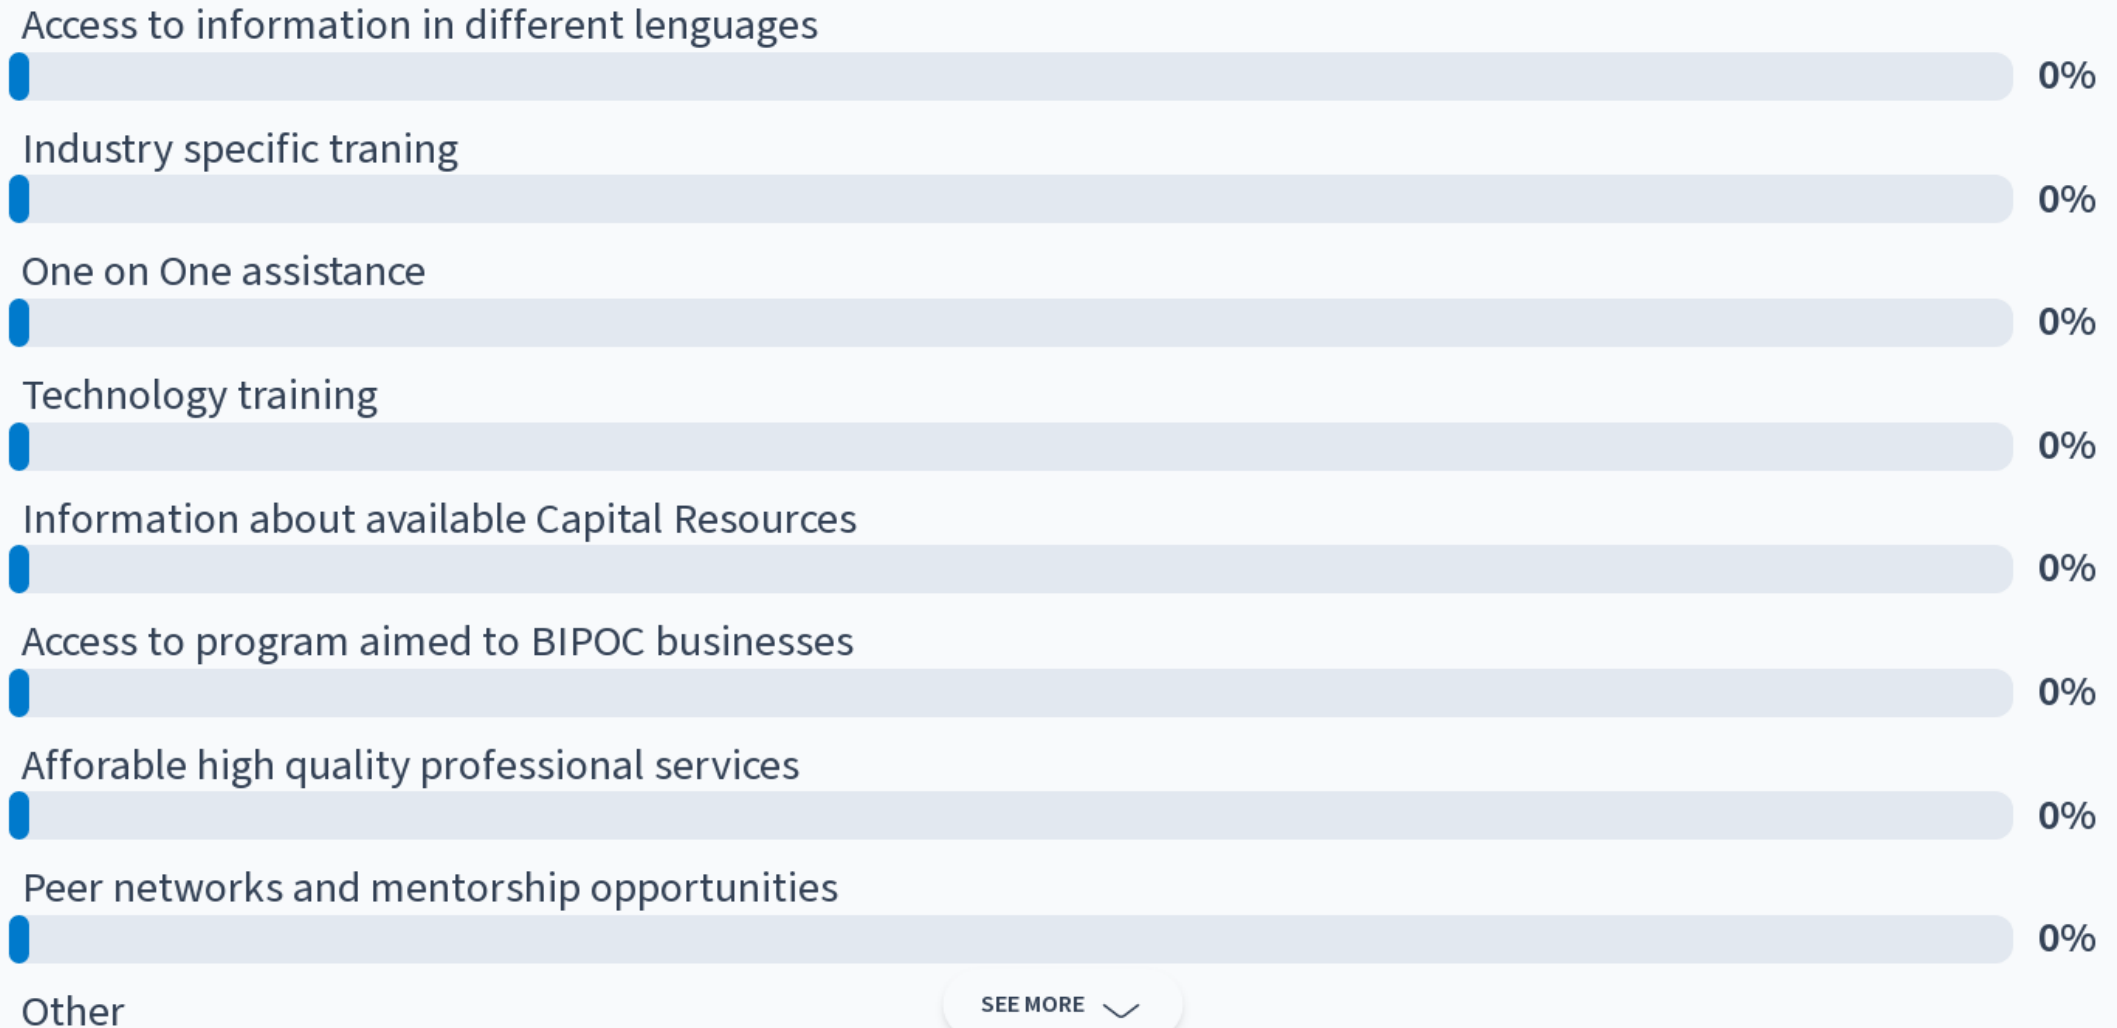 Access to information in different lenguages
0%
Industry specific traning
0%
One on One assistance
0%
Technology training
0%
Information about available Capital Resources
0%
Access to program aimed to BIPOC businesses
0%
Afforable high quality professional services
0%
Peer networks and mentorship opportunities
0%
Other
SEE MORE